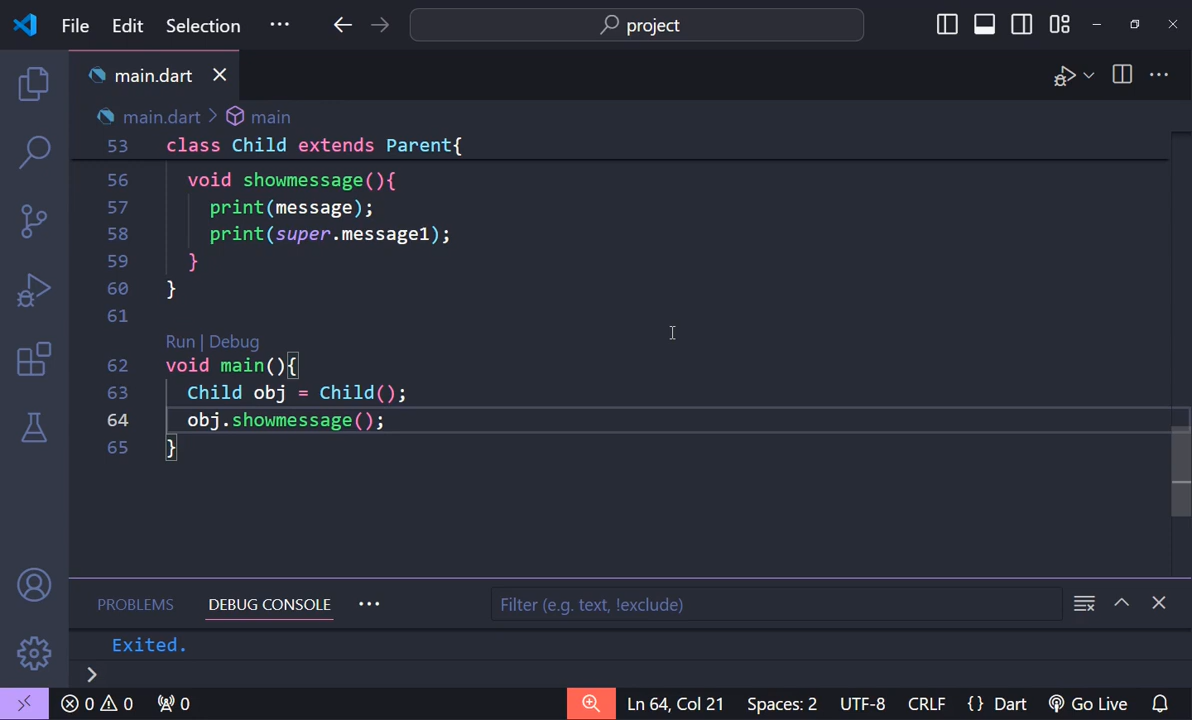 File Edit Selection ··· project
main.dart
main.dart > main
53 class Child extends Parent{
56 void showmessage(){
57 print(message);
58 print(super.message1);
59 }
60 }
61
Run | Debug
62 void main(){
63 Child obj = Child();
64 obj.showmessage();
65 }
PROBLEMS DEBUG CONSOLE ··· Filter (e.g. text, !exclude)
Exited.
>
0 0 0 Ln 64, Col 21 Spaces: 2 UTF-8 CRLF {} Dart Go Live